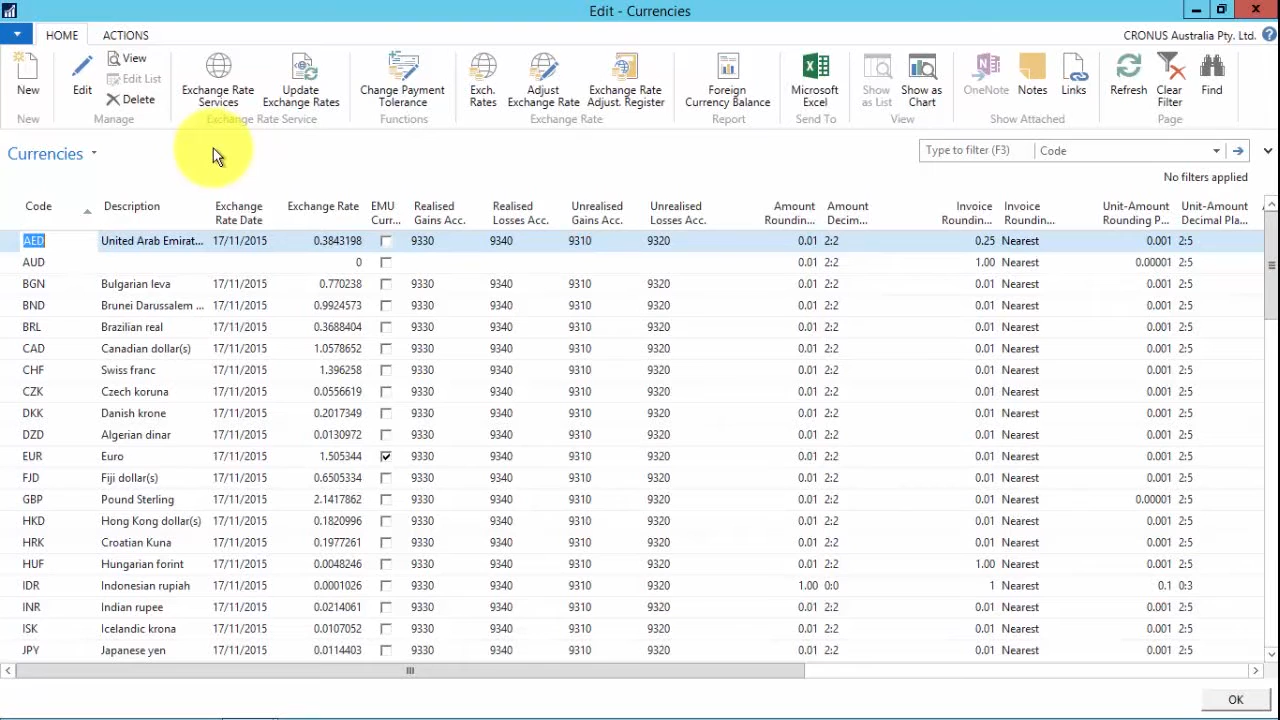 Edit - Currencies
HOME ACTIONS CRONUS Australia Pty. Ltd. ?
New Edit View Edit List Delete Exchange Rate Services Update Exchange Rates Change Payment Tolerance Exch. Rates Adjust Exchange Rate Exchange Rate Adjust. Register Foreign Currency Balance Microsoft Excel Show as List Show as Chart OneNote Notes Links Refresh Clear Filter Find
New Manage Exchange Rate Service Functions Exchange Rate Report Send To View Show Attached Page
Currencies Type to filter (F3) Code
No filters applied
Code Description Exchange Rate Date Exchange Rate EMU Curr... Realised Gains Acc. Realised Losses Acc. Unrealised Gains Acc. Unrealised Losses Acc. Amount Roundin... Amount Decim... Invoice Roundin... Invoice Roundin... Unit-Amount Rounding P... Unit-Amount Decimal Pla...
AED United Arab Emirat... 17/11/2015 0.3843198 9330 9340 9310 9320 0.01 2:2 0.25 Nearest 0.001 2:5
AUD 0 0.01 2:2 1.00 Nearest 0.00001 2:5
BGN Bulgarian leva 17/11/2015 0.770238 9330 9340 9310 9320 0.01 2:2 0.01 Nearest 0.001 2:5
BND Brunei Darussalem ... 17/11/2015 0.9924573 9330 9340 9310 9320 0.01 2:2 0.01 Nearest 0.001 2:5
BRL Brazilian real 17/11/2015 0.3688404 9330 9340 9310 9320 0.01 2:2 0.01 Nearest 0.001 2:5
CAD Canadian dollar(s) 17/11/2015 1.0578652 9330 9340 9310 9320 0.01 2:2 0.01 Nearest 0.001 2:5
CHF Swiss franc 17/11/2015 1.396258 9330 9340 9310 9320 0.01 2:2 0.01 Nearest 0.001 2:5
CZK Czech koruna 17/11/2015 0.0556619 9330 9340 9310 9320 0.01 2:2 0.01 Nearest 0.001 2:5
DKK Danish krone 17/11/2015 0.2017349 9330 9340 9310 9320 0.01 2:2 0.01 Nearest 0.001 2:5
DZD Algerian dinar 17/11/2015 0.0130972 9330 9340 9310 9320 0.01 2:2 0.01 Nearest 0.001 2:5
EUR Euro 17/11/2015 1.505344 9330 9340 9310 9320 0.01 2:2 0.01 Nearest 0.001 2:5
FJD Fiji dollar(s) 17/11/2015 0.6505334 9330 9340 9310 9320 0.01 2:2 0.01 Nearest 0.001 2:5
GBP Pound Sterling 17/11/2015 2.1417862 9330 9340 9310 9320 0.01 2:2 0.01 Nearest 0.00001 2:5
HKD Hong Kong dollar(s) 17/11/2015 0.1820996 9330 9340 9310 9320 0.01 2:2 0.01 Nearest 0.001 2:5
HRK Croatian Kuna 17/11/2015 0.1977261 9330 9340 9310 9320 0.01 2:2 0.01 Nearest 0.001 2:5
HUF Hungarian forint 17/11/2015 0.0048246 9330 9340 9310 9320 0.01 2:2 1.00 Nearest 0.001 2:5
IDR Indonesian rupiah 17/11/2015 0.0001026 9330 9340 9310 9320 1.00 0:0 1 Nearest 0.1 0:3
INR Indian rupee 17/11/2015 0.0214061 9330 9340 9310 9320 0.01 2:2 0.01 Nearest 0.001 2:5
ISK Icelandic krona 17/11/2015 0.0107052 9330 9340 9310 9320 0.01 2:2 0.01 Nearest 0.001 2:5
JPY Japanese yen 17/11/2015 0.0114403 9330 9340 9310 9320 0.01 2:2 0.01 Nearest 0.001 2:5
OK